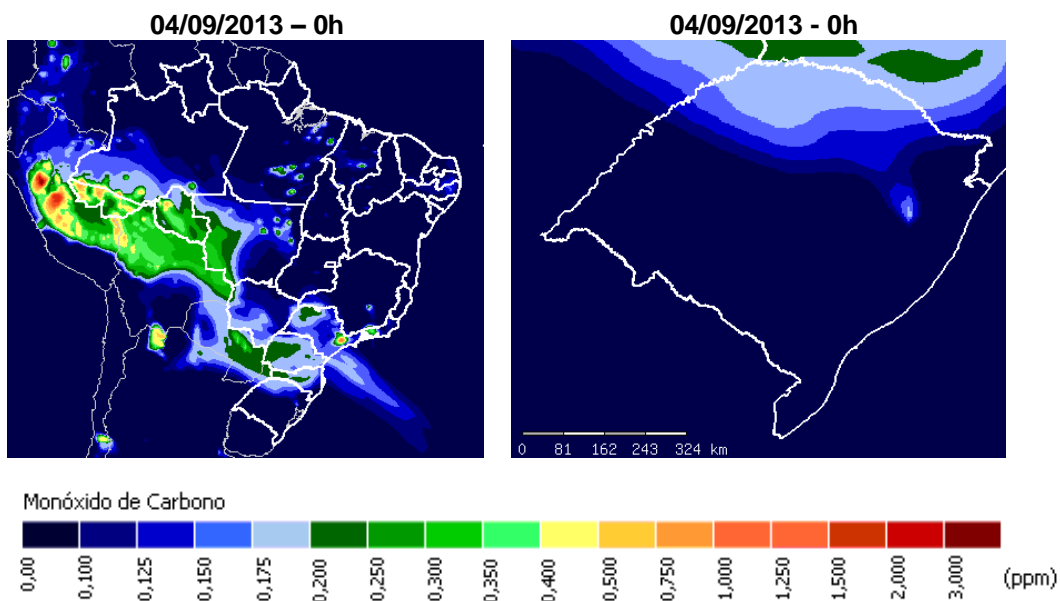 04/09/2013 – 0h
04/09/2013 - 0h
0 81 162 243 324 km
Monóxido de Carbono
0,000 0,100 0,125 0,150 0,175 0,200 0,250 0,300 0,350 0,400 0,500 0,750 1,000 1,250 1,500 2,000 3,000 (ppm)